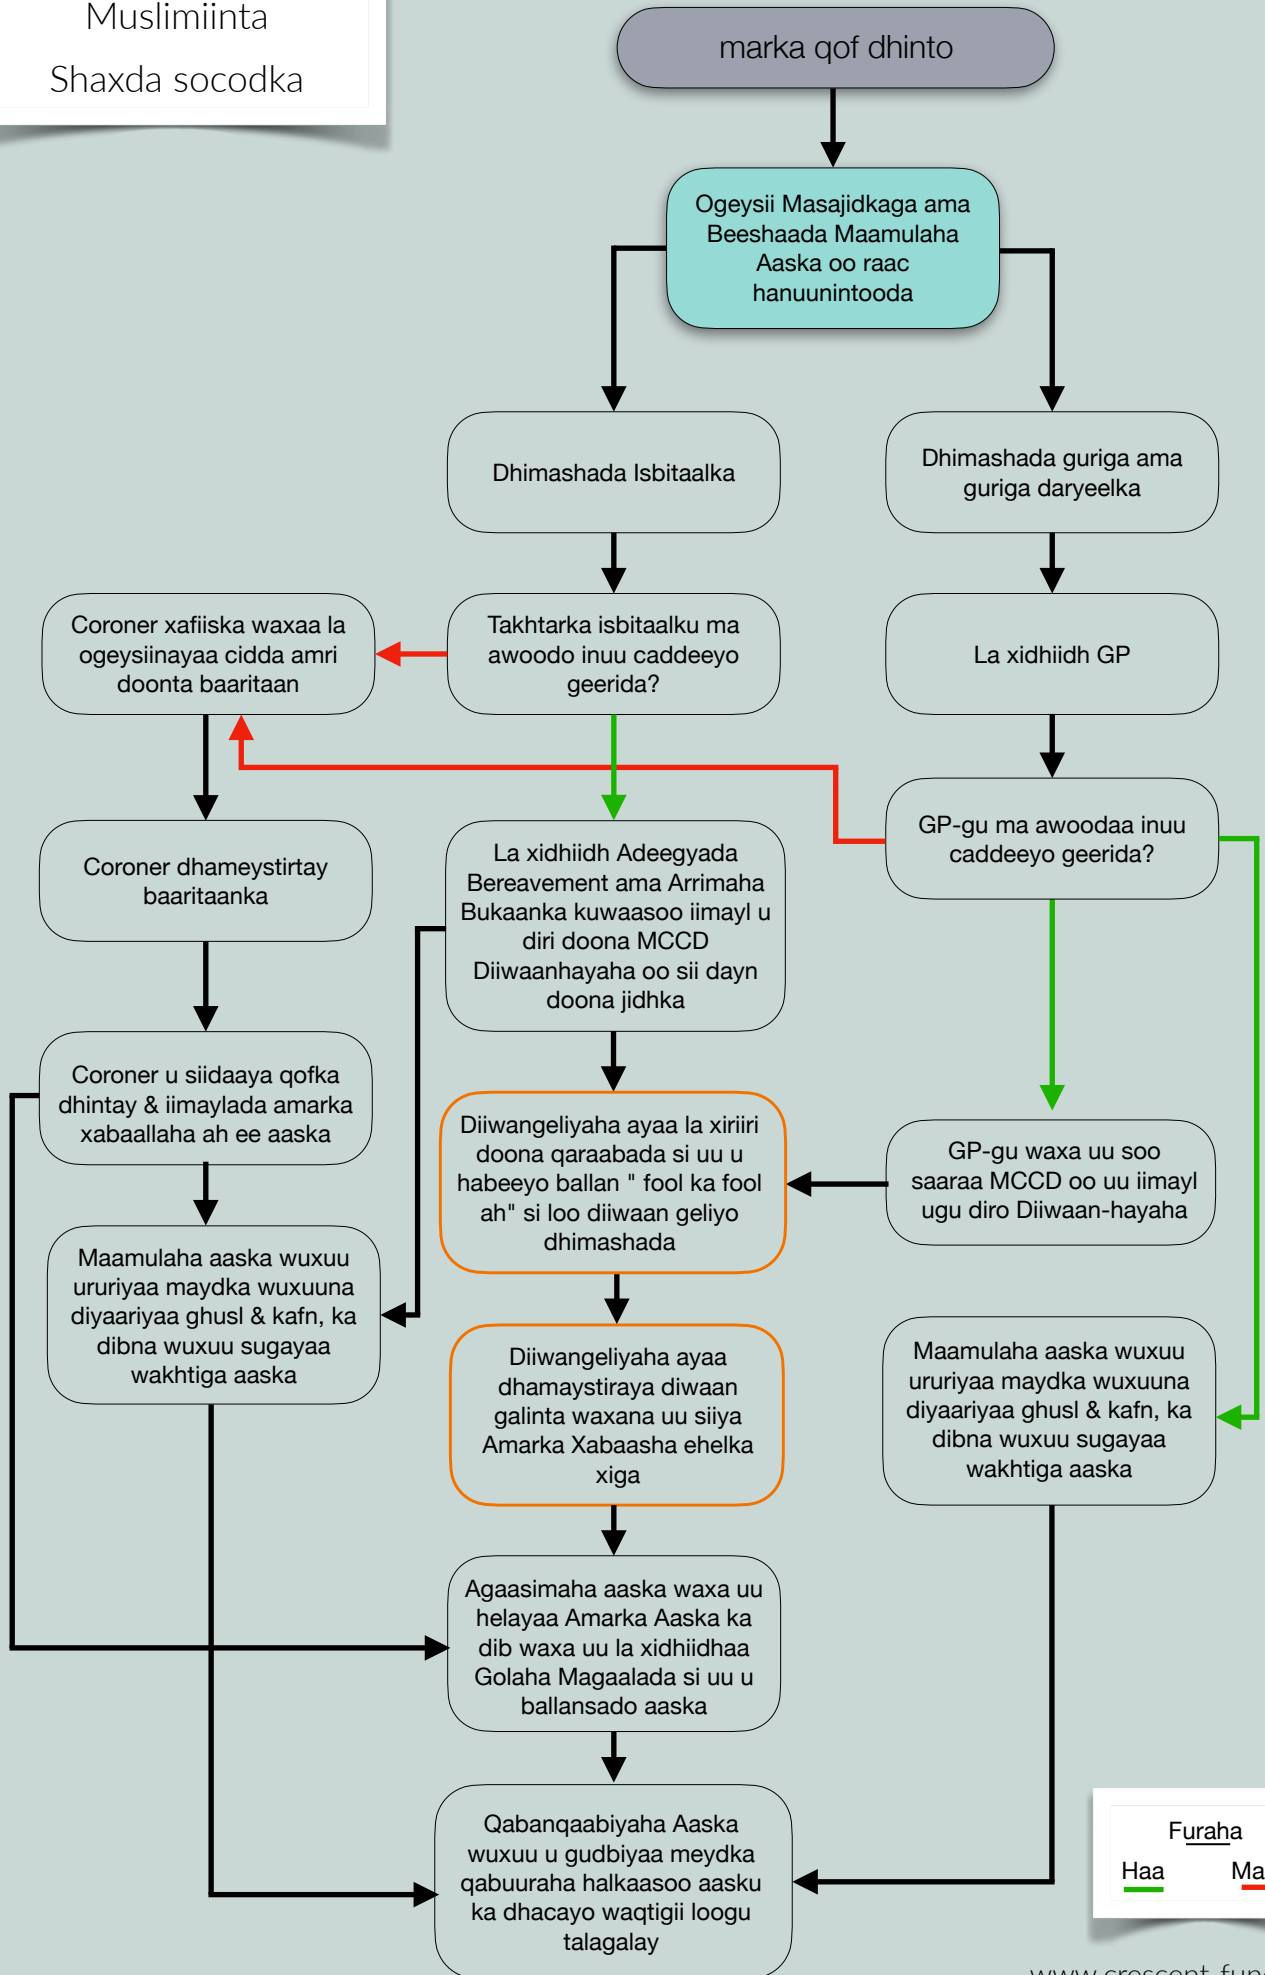 Muslimiinta
Shaxda socodka
marka qof dhinto
Ogeysii Masajidkaga ama
Beeshaada Maamulaha
Aaska oo raac
hanuunintooda
Dhimashada Isbitaalka
Dhimashada guriga ama
guriga daryeelka
Coroner xafiiska waxaa la
ogeysiinayaa cidda amri
doonta baaritaan
Takhtarka isbitaalku ma
awoodo inuu caddeeyo
geerida?
La xidhiidh GP
Coroner dhameystirtay
baaritaanka
La xidhiidh Adeegyada
Bereavement ama Arrimaha
Bukaanka kuwaasoo iimayl u
diri doona MCCD
Diiwaanhayaha oo sii dayn
doona jidhka
GP-gu ma awoodaa inuu
caddeeyo geerida?
Coroner u siidaaya qofka
dhintay & iimaylada amarka
xabaallaha ah ee aaska
Diiwangeliyaha ayaa la xiriiri
doona qaraabada si uu u
habeeyo ballan " fool ka fool
ah" si loo diiwaan geliyo
dhimashada
GP-gu waxa uu soo
saaraa MCCD oo uu iimayl
ugu diro Diiwaan-hayaha
Maamulaha aaska wuxuu
ururiyaa maydka wuxuuna
diyaariyaa ghusl & kafn, ka
dibna wuxuu sugayaa
wakhtiga aaska
Diiwangeliyaha ayaa
dhamaystiraya diwaan
galinta waxana uu siiya
Amarka Xabaasha ehelka
xiga
Maamulaha aaska wuxuu
ururiyaa maydka wuxuuna
diyaariyaa ghusl & kafn, ka
dibna wuxuu sugayaa
wakhtiga aaska
Agaasimaha aaska waxa uu
helayaa Amarka Aaska ka
dib waxa uu la xidhiidhaa
Golaha Magaalada si uu u
ballansado aaska
Qabanqaabiyaha Aaska
wuxuu u gudbiyaa meydka
qabuuraha halkaasoo aasku
ka dhacayo waqtigii loogu
talagalay
Furaha
Haa
Ma